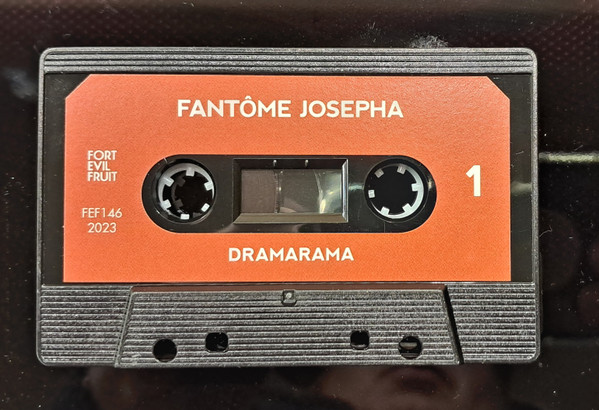 FANTÔME JOSEPHA
FORT
EVIL
FRUIT
1
FEF146
2023
DRAMARAMA